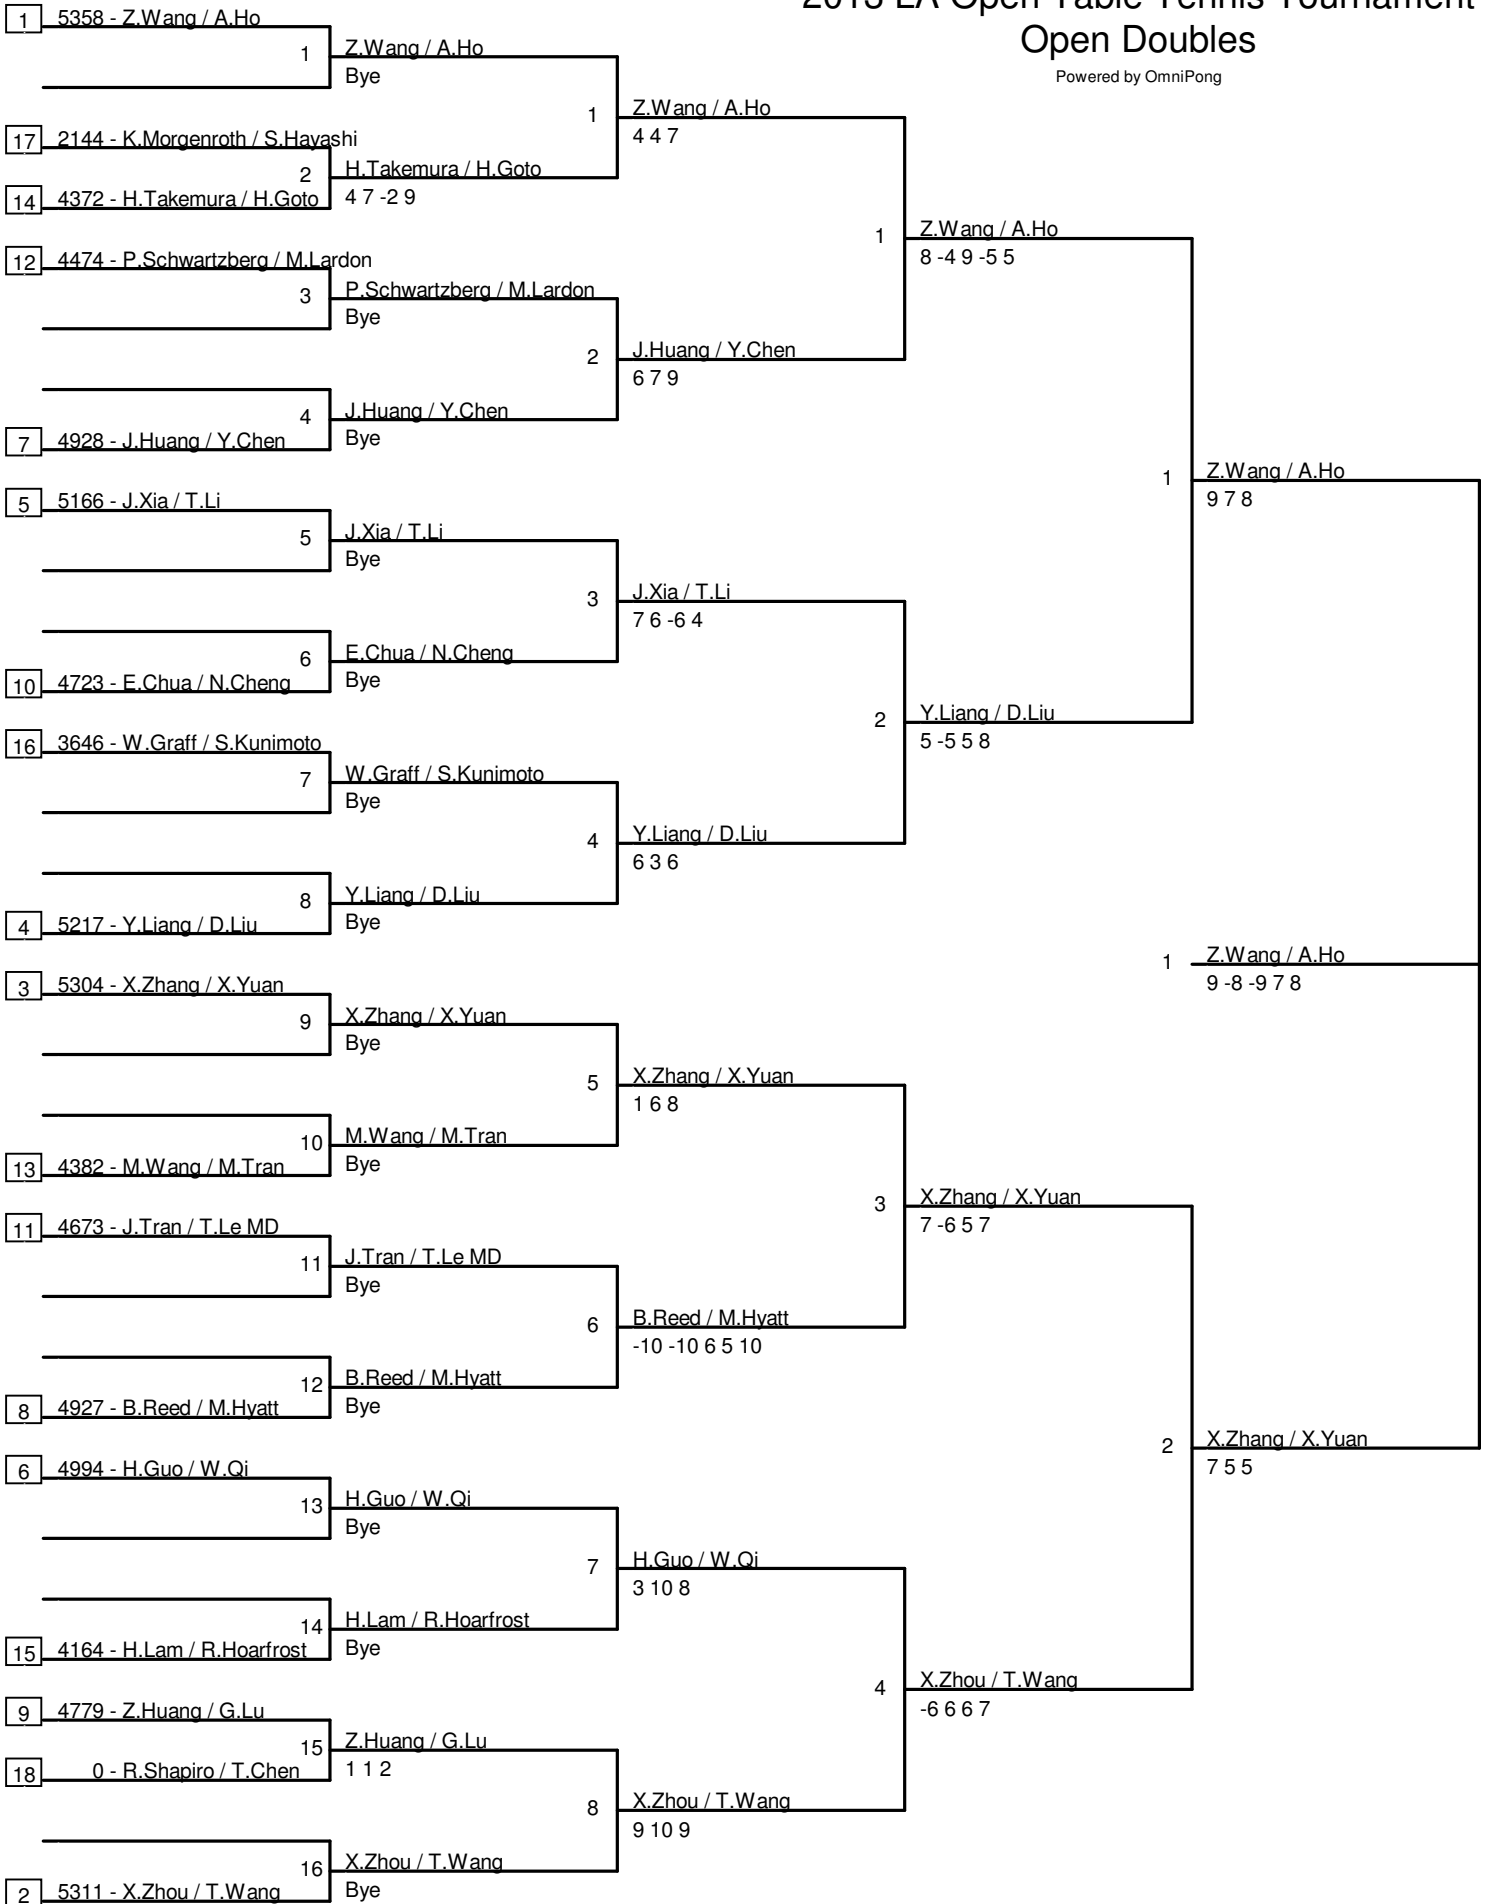 2013 LA Open Table Tennis Tournament
Open Doubles
Powered by OmniPong
1 5358 - Z.Wang / A.Ho
1 Z.Wang / A.Ho
Bye
1 Z.Wang / A.Ho
4 4 7
17 2144 - K.Morgenroth / S.Hayashi
2 H.Takemura / H.Goto
4 7 -2 9
14 4372 - H.Takemura / H.Goto
1 Z.Wang / A.Ho
8 -4 9 -5 5
12 4474 - P.Schwartzberg / M.Lardon
3 P.Schwartzberg / M.Lardon
Bye
2 J.Huang / Y.Chen
6 7 9
4 J.Huang / Y.Chen
Bye
7 4928 - J.Huang / Y.Chen
1 Z.Wang / A.Ho
9 7 8
5 5166 - J.Xia / T.Li
5 J.Xia / T.Li
Bye
3 J.Xia / T.Li
7 6 -6 4
6 E.Chua / N.Cheng
Bye
10 4723 - E.Chua / N.Cheng
2 Y.Liang / D.Liu
5 -5 5 8
16 3646 - W.Graff / S.Kunimoto
7 W.Graff / S.Kunimoto
Bye
4 Y.Liang / D.Liu
6 3 6
8 Y.Liang / D.Liu
Bye
4 5217 - Y.Liang / D.Liu
1 Z.Wang / A.Ho
9 -8 -9 7 8
3 5304 - X.Zhang / X.Yuan
9 X.Zhang / X.Yuan
Bye
5 X.Zhang / X.Yuan
1 6 8
10 M.Wang / M.Tran
Bye
13 4382 - M.Wang / M.Tran
3 X.Zhang / X.Yuan
7 -6 5 7
11 4673 - J.Tran / T.Le MD
11 J.Tran / T.Le MD
Bye
6 B.Reed / M.Hyatt
-10 -10 6 5 10
12 B.Reed / M.Hyatt
Bye
8 4927 - B.Reed / M.Hyatt
2 X.Zhang / X.Yuan
7 5 5
6 4994 - H.Guo / W.Qi
13 H.Guo / W.Qi
Bye
7 H.Guo / W.Qi
3 10 8
14 H.Lam / R.Hoarfrost
Bye
15 4164 - H.Lam / R.Hoarfrost
4 X.Zhou / T.Wang
-6 6 6 7
9 4779 - Z.Huang / G.Lu
15 Z.Huang / G.Lu
1 1 2
18 0 - R.Shapiro / T.Chen
8 X.Zhou / T.Wang
9 10 9
16 X.Zhou / T.Wang
Bye
2 5311 - X.Zhou / T.Wang